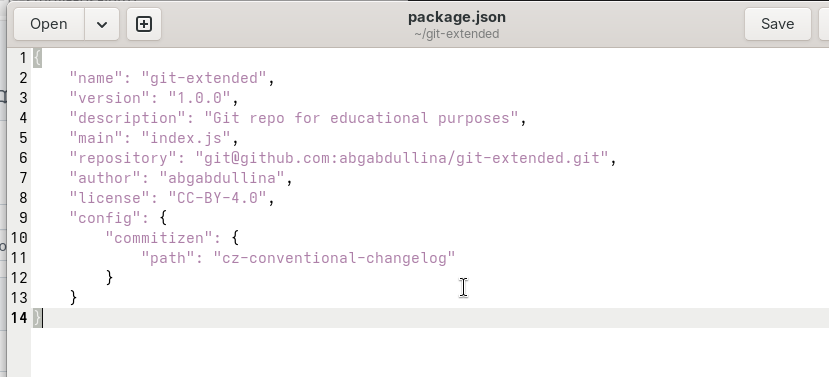 Open
package.json
~/git-extended
Save
1 {
2     "name": "git-extended",
3     "version": "1.0.0",
4     "description": "Git repo for educational purposes",
5     "main": "index.js",
6     "repository": "git@github.com:abgabdullina/git-extended.git",
7     "author": "abgabdullina",
8     "license": "CC-BY-4.0",
9     "config": {
10         "commitizen": {
11             "path": "cz-conventional-changelog"
12         }
13     }
14 }